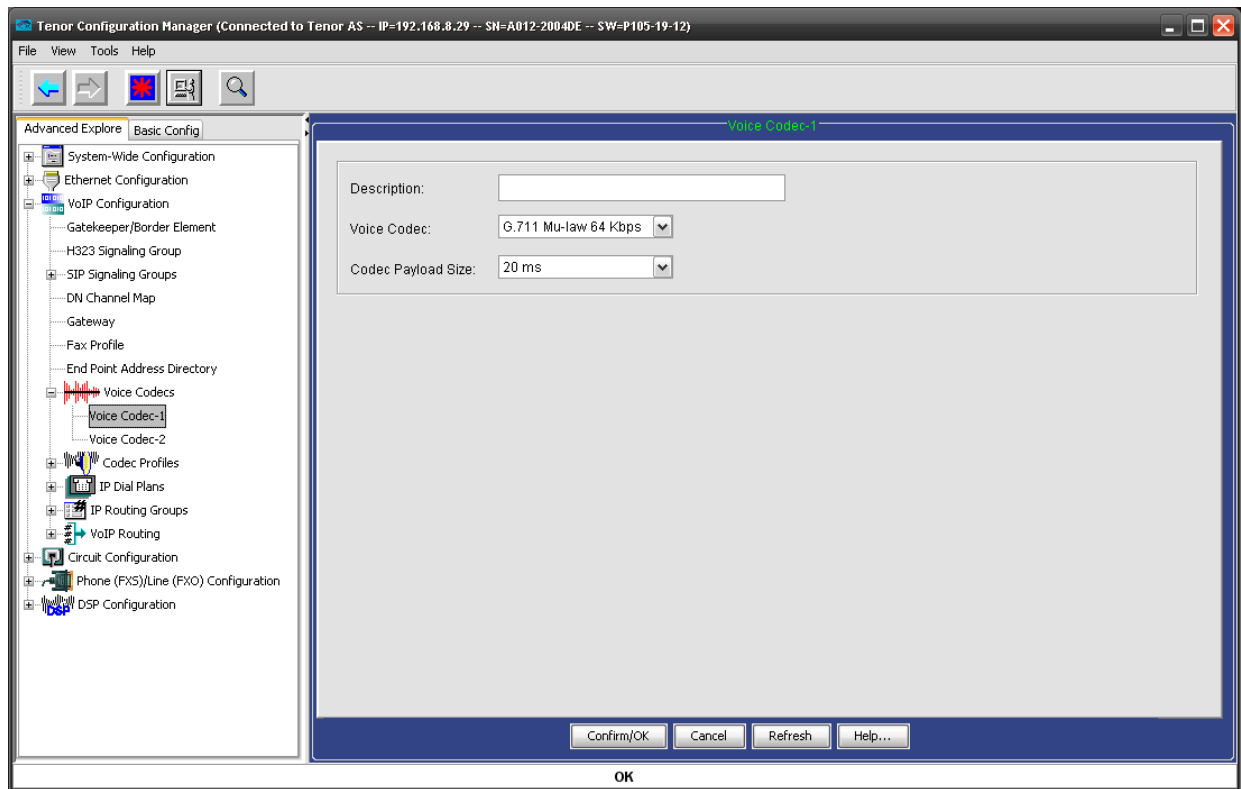 Tenor Configuration Manager (Connected to Tenor AS -- IP=192.168.8.29 -- SN=A012-2004DE -- SW=P105-19-12)
File View Tools Help
Advanced Explore Basic Config
System-Wide Configuration
Ethernet Configuration
VoIP Configuration
Gatekeeper/Border Element
H323 Signaling Group
SIP Signaling Groups
DN Channel Map
Gateway
Fax Profile
End Point Address Directory
Voice Codecs
Voice Codec-1
Voice Codec-2
Codec Profiles
IP Dial Plans
IP Routing Groups
VoIP Routing
Circuit Configuration
Phone (FXS)/Line (FXO) Configuration
DSP Configuration
Voice Codec-1
Description:
Voice Codec: G.711 Mu-law 64 Kbps
Codec Payload Size: 20 ms
Confirm/OK Cancel Refresh Help...
OK